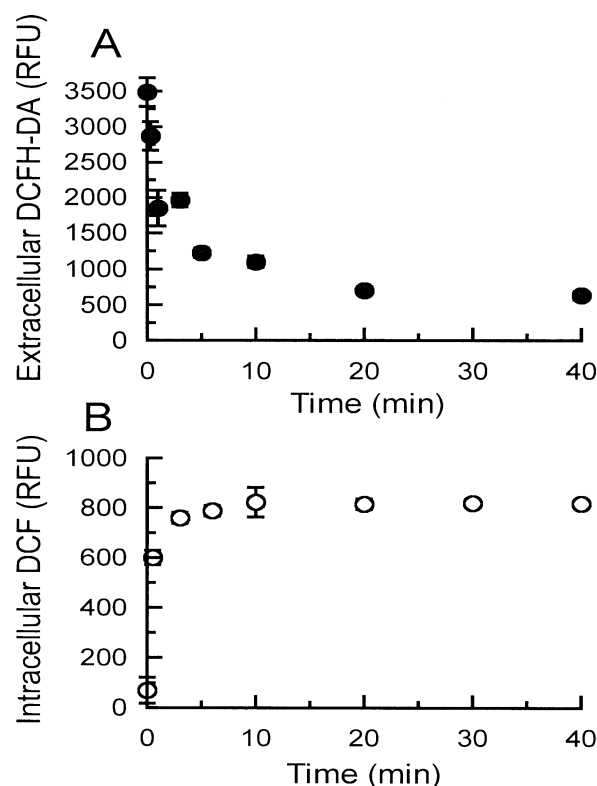 A
Extracellular DCFH-DA (RFU)
3500
3000
2500
2000
1500
1000
500
0
0 10 20 30 40
Time (min)
B
Intracellular DCF (RFU)
1000
800
600
400
200
0
0 10 20 30 40
Time (min)